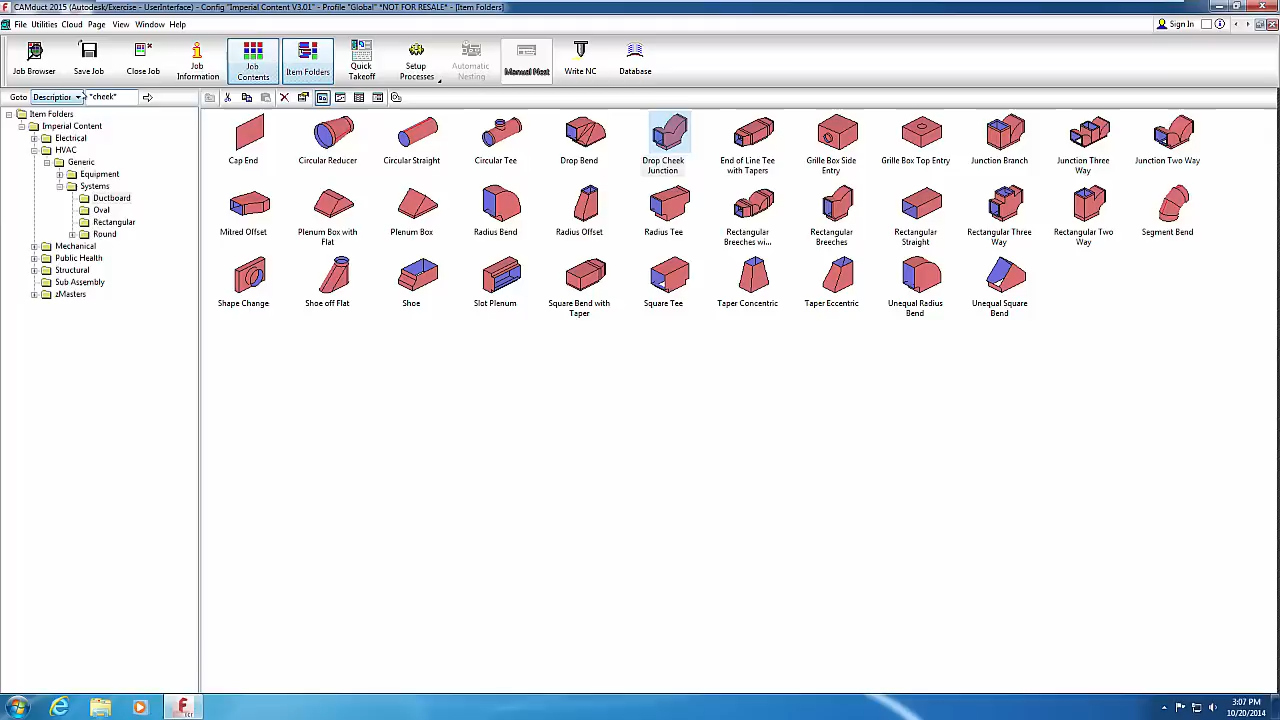 CAMduct 2015 (Autodesk/Exercise - UserInterface) - Config "Imperial Content V3.01" - Profile "Global" *NOT FOR RESALE* - [Item Folders]
File Utilities Cloud Page View Window Help
Sign In
Job Browser
Save Job
Close Job
Job Information
Job Contents
Item Folders
Quick Takeoff
Setup Processes
Automatic Nesting
Manual Nest
Write NC
Database
Goto Description *cheek*
Item Folders
Imperial Content
Electrical
HVAC
Generic
Equipment
Systems
Ductboard
Oval
Rectangular
Round
Mechanical
Public Health
Structural
Sub Assembly
zMasters
Cap End
Circular Reducer
Circular Straight
Circular Tee
Drop Bend
Drop Cheek Junction
End of Line Tee with Tapers
Grille Box Side Entry
Grille Box Top Entry
Junction Branch
Junction Three Way
Junction Two Way
Mitred Offset
Plenum Box with Flat
Plenum Box
Radius Bend
Radius Offset
Radius Tee
Rectangular Breeches wi...
Rectangular Breeches
Rectangular Straight
Rectangular Three Way
Rectangular Two Way
Segment Bend
Shape Change
Shoe off Flat
Shoe
Slot Plenum
Square Bend with Taper
Square Tee
Taper Concentric
Taper Eccentric
Unequal Radius Bend
Unequal Square Bend
3:07 PM
10/20/2014